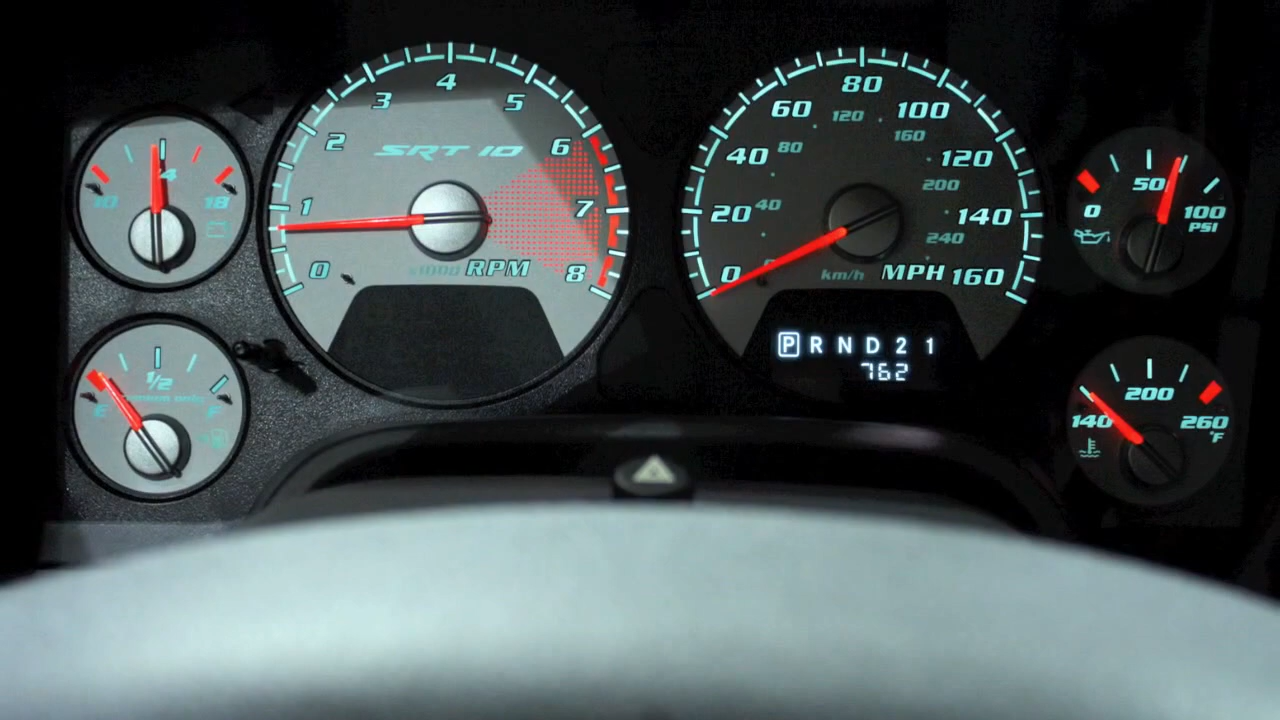 10 14 18
E 1/2 F
0 1 2 3 4 5 6 7 8
SRT 10
x1000 RPM
0 20 40 60 80 100 120 140 160
40 80 120 160 200 240
km/h MPH
P R N D 2 1
762
0 50 100
PSI
140 200 260
°F